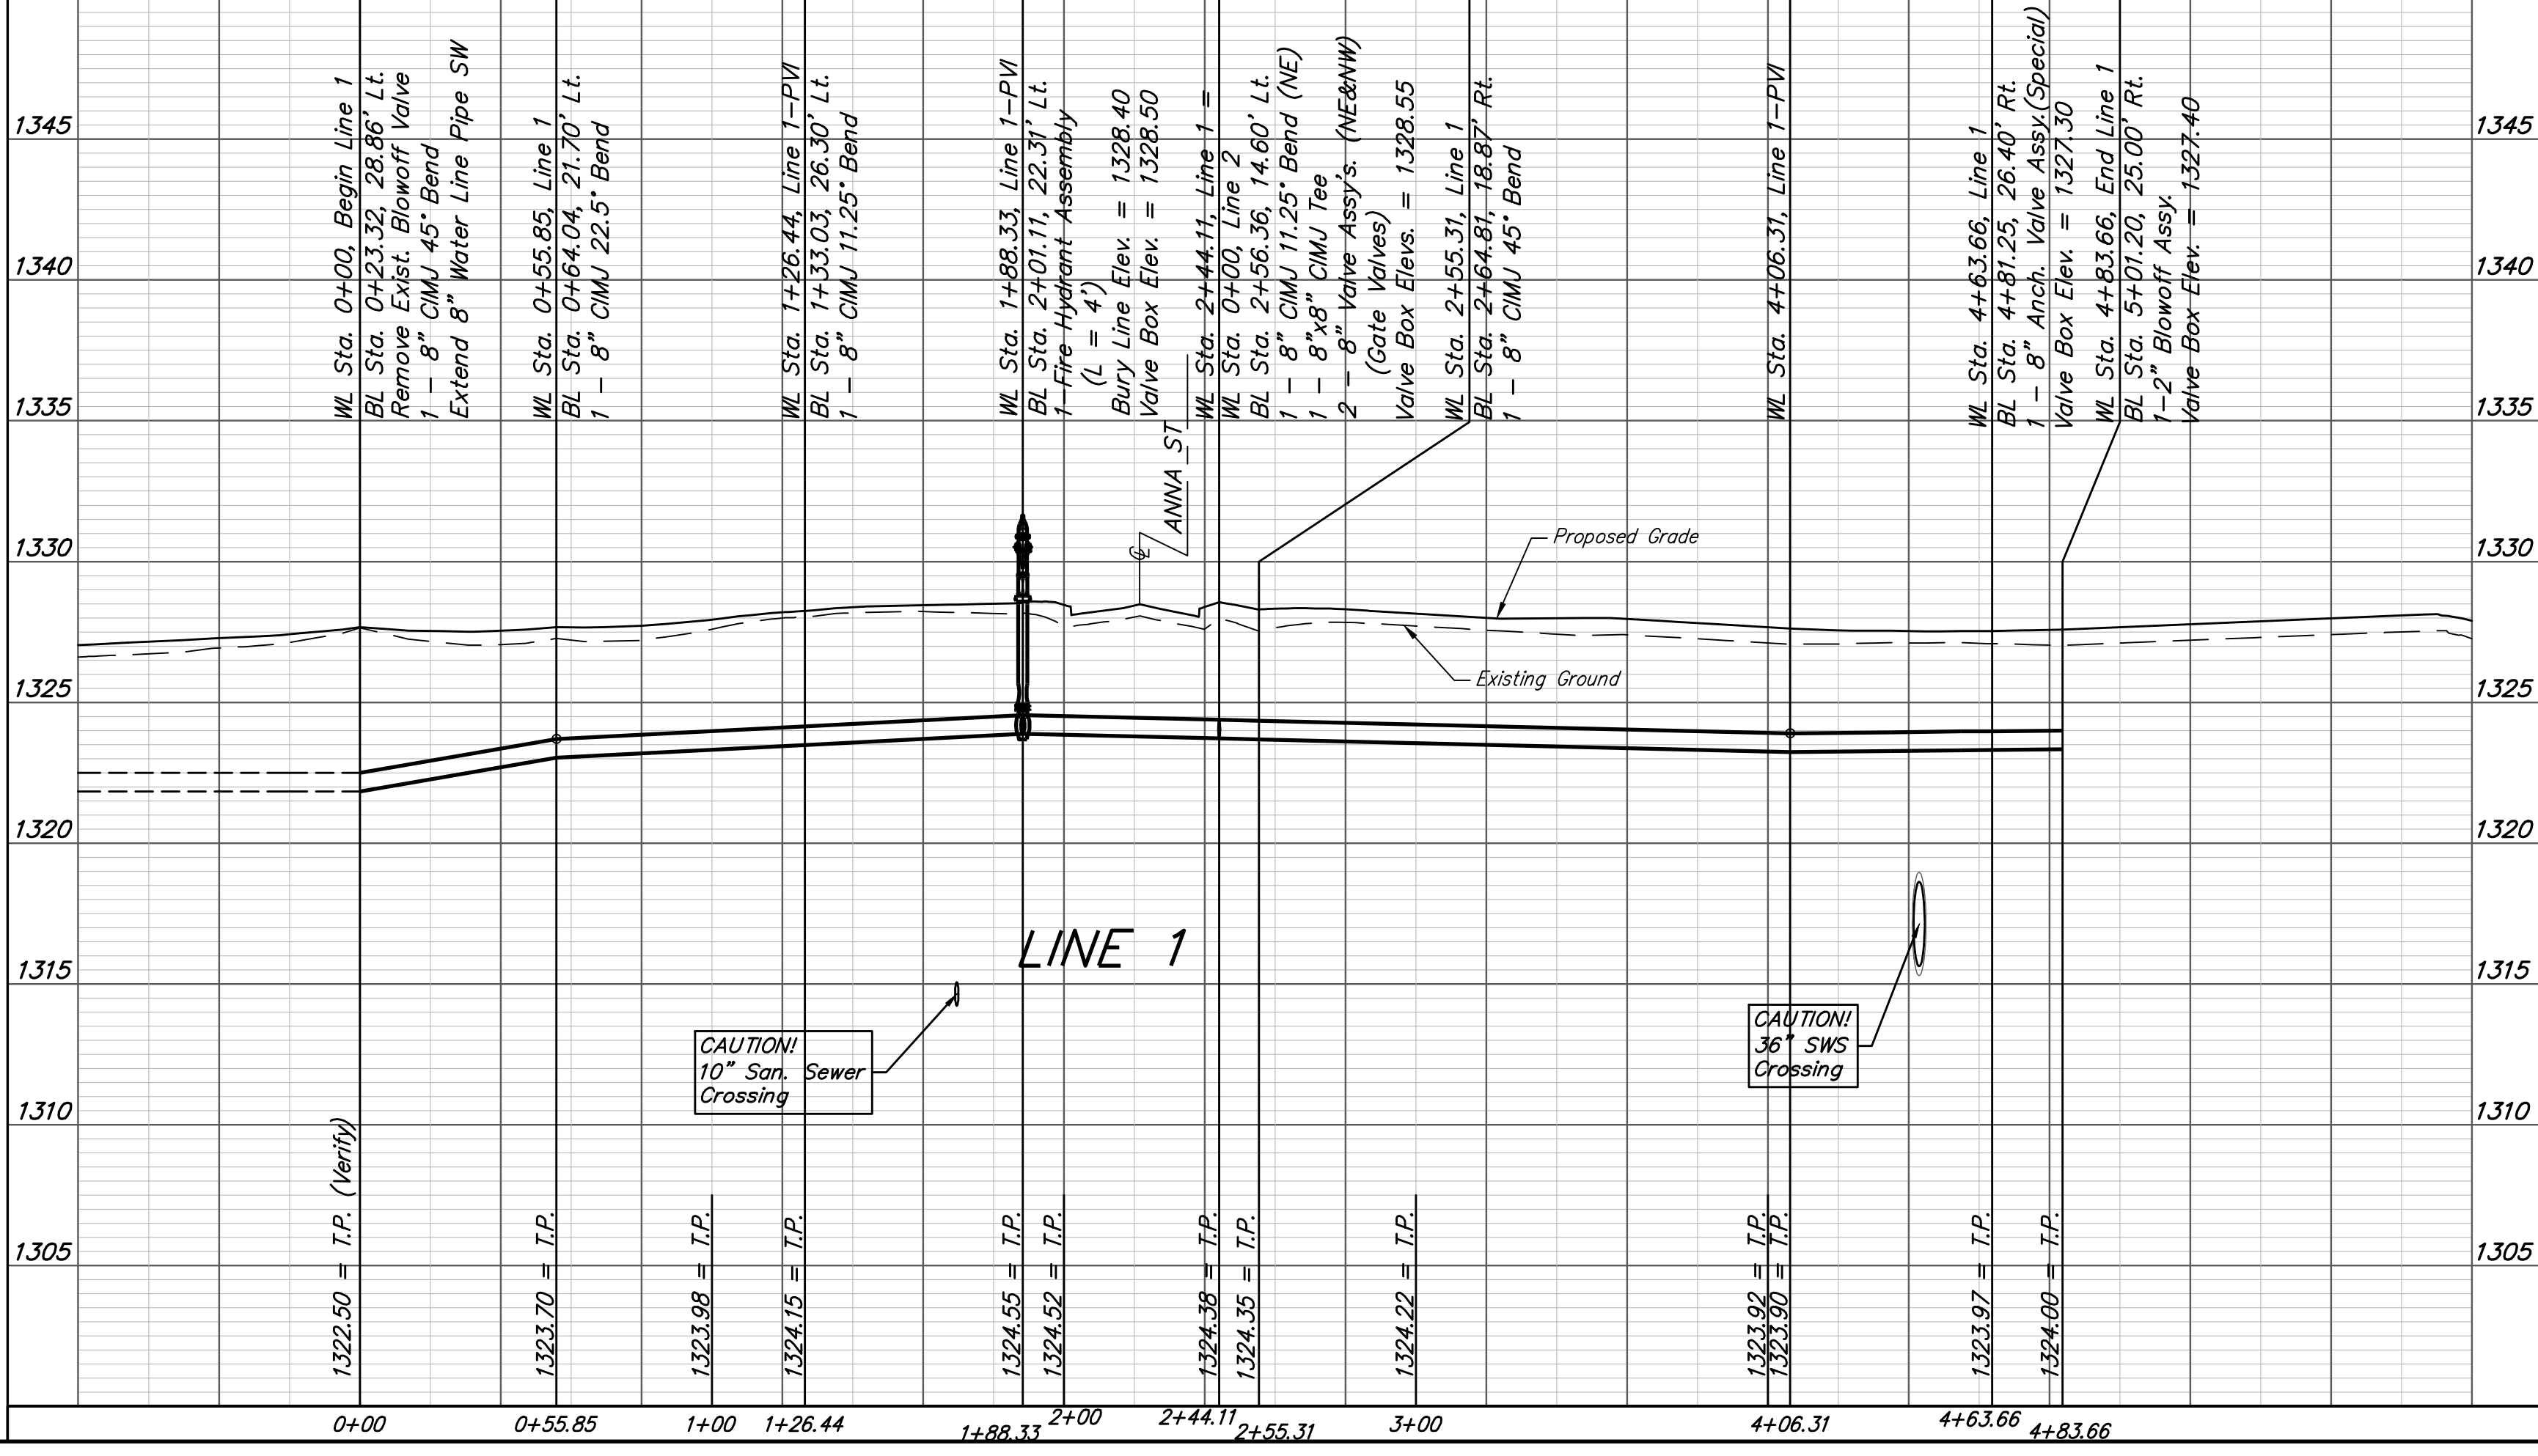 WL Sta. 0+00, Begin Line 1
BL Sta. 0+23.32, 28.86' Lt.
Remove Exist. Blowoff Valve
1 - 8" CIMJ 45° Bend
Extend 8" Water Line Pipe SW
WL Sta. 0+55.85, Line 1
BL Sta. 0+64.04, 21.70' Lt.
1 - 8" CIMJ 22.5° Bend
WL Sta. 1+26.44, Line 1-PVI
BL Sta. 1+33.03, 26.30' Lt.
1 - 8" CIMJ 11.25° Bend
WL Sta. 1+88.33, Line 1-PVI
BL Sta. 2+01.11, 22.31' Lt.
1-Fire Hydrant Assembly
(L = 4')
Bury Line Elev. = 1328.40
Valve Box Elev. = 1328.50
ANNA ST
WL Sta. 2+44.11, Line 1 =
WL Sta. 0+00, Line 2
BL Sta. 2+56.36, 14.60' Lt.
1 - 8" CIMJ 11.25° Bend (NE)
1 - 8"x8" CIMJ Tee
2 - 8" Valve Assy's. (NE&NW)
(Gate Valves)
Valve Box Elevs. = 1328.55
WL Sta. 2+55.31, Line 1
BL Sta. 2+64.81, 18.87' Rt.
1 - 8" CIMJ 45° Bend
WL Sta. 4+06.31, Line 1-PVI
WL Sta. 4+63.66, Line 1
BL Sta. 4+81.25, 26.40' Rt.
1 - 8" Anch. Valve Assy.(Special)
Valve Box Elev. = 1327.30
WL Sta. 4+83.66, End Line 1
BL Sta. 5+01.20, 25.00' Rt.
1-2" Blowoff Assy.
Valve Box Elev. = 1327.40
1345
1345
1340
1340
1335
1335
1330
1330
1325
1325
1320
1320
1315
1315
1310
1310
1305
1305
℄
Proposed Grade
Existing Ground
LINE 1
CAUTION!
10" San. Sewer
Crossing
CAUTION!
36" SWS
Crossing
1322.50 = T.P. (Verify)
1323.70 = T.P.
1323.98 = T.P.
1324.15 = T.P.
1324.55 = T.P.
1324.52 = T.P.
1324.38 = T.P.
1324.35 = T.P.
1324.22 = T.P.
1323.92 = T.P.
1323.90 = T.P.
1323.97 = T.P.
1324.00 = T.P.
0+00
0+55.85
1+00
1+26.44
1+88.33
2+00
2+44.11
2+55.31
3+00
4+06.31
4+63.66
4+83.66